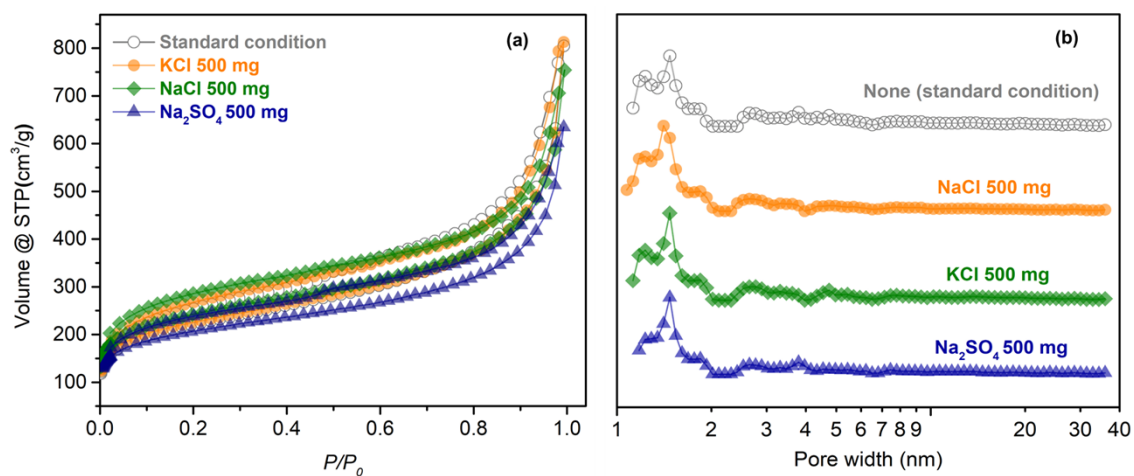 (a)
Standard condition
KCl 500 mg
NaCl 500 mg
Na₂SO₄ 500 mg
Volume @ STP(cm³/g)
800
700
600
500
400
300
200
100
0.0 0.2 0.4 0.6 0.8 1.0
P/P₀
(b)
None (standard condition)
NaCl 500 mg
KCl 500 mg
Na₂SO₄ 500 mg
1 2 3 4 5 6 7 8 9 20 30 40
Pore width (nm)